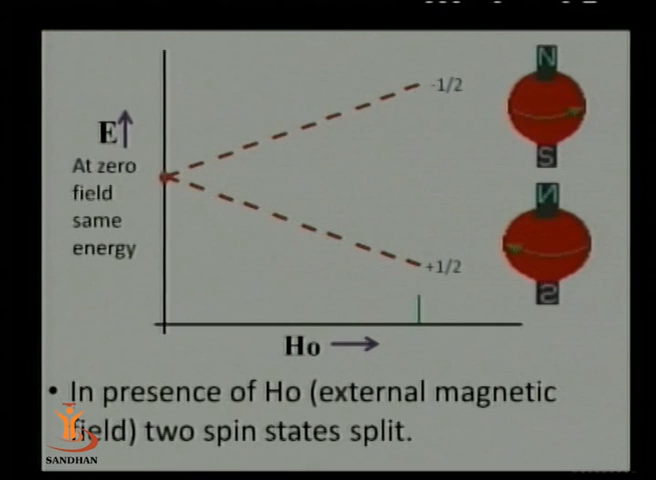 -1/2
N
E
At zero
field
same
energy
S
N
+1/2
S
Ho
• In presence of Ho (external magnetic
field) two spin states split.
SANDHAN